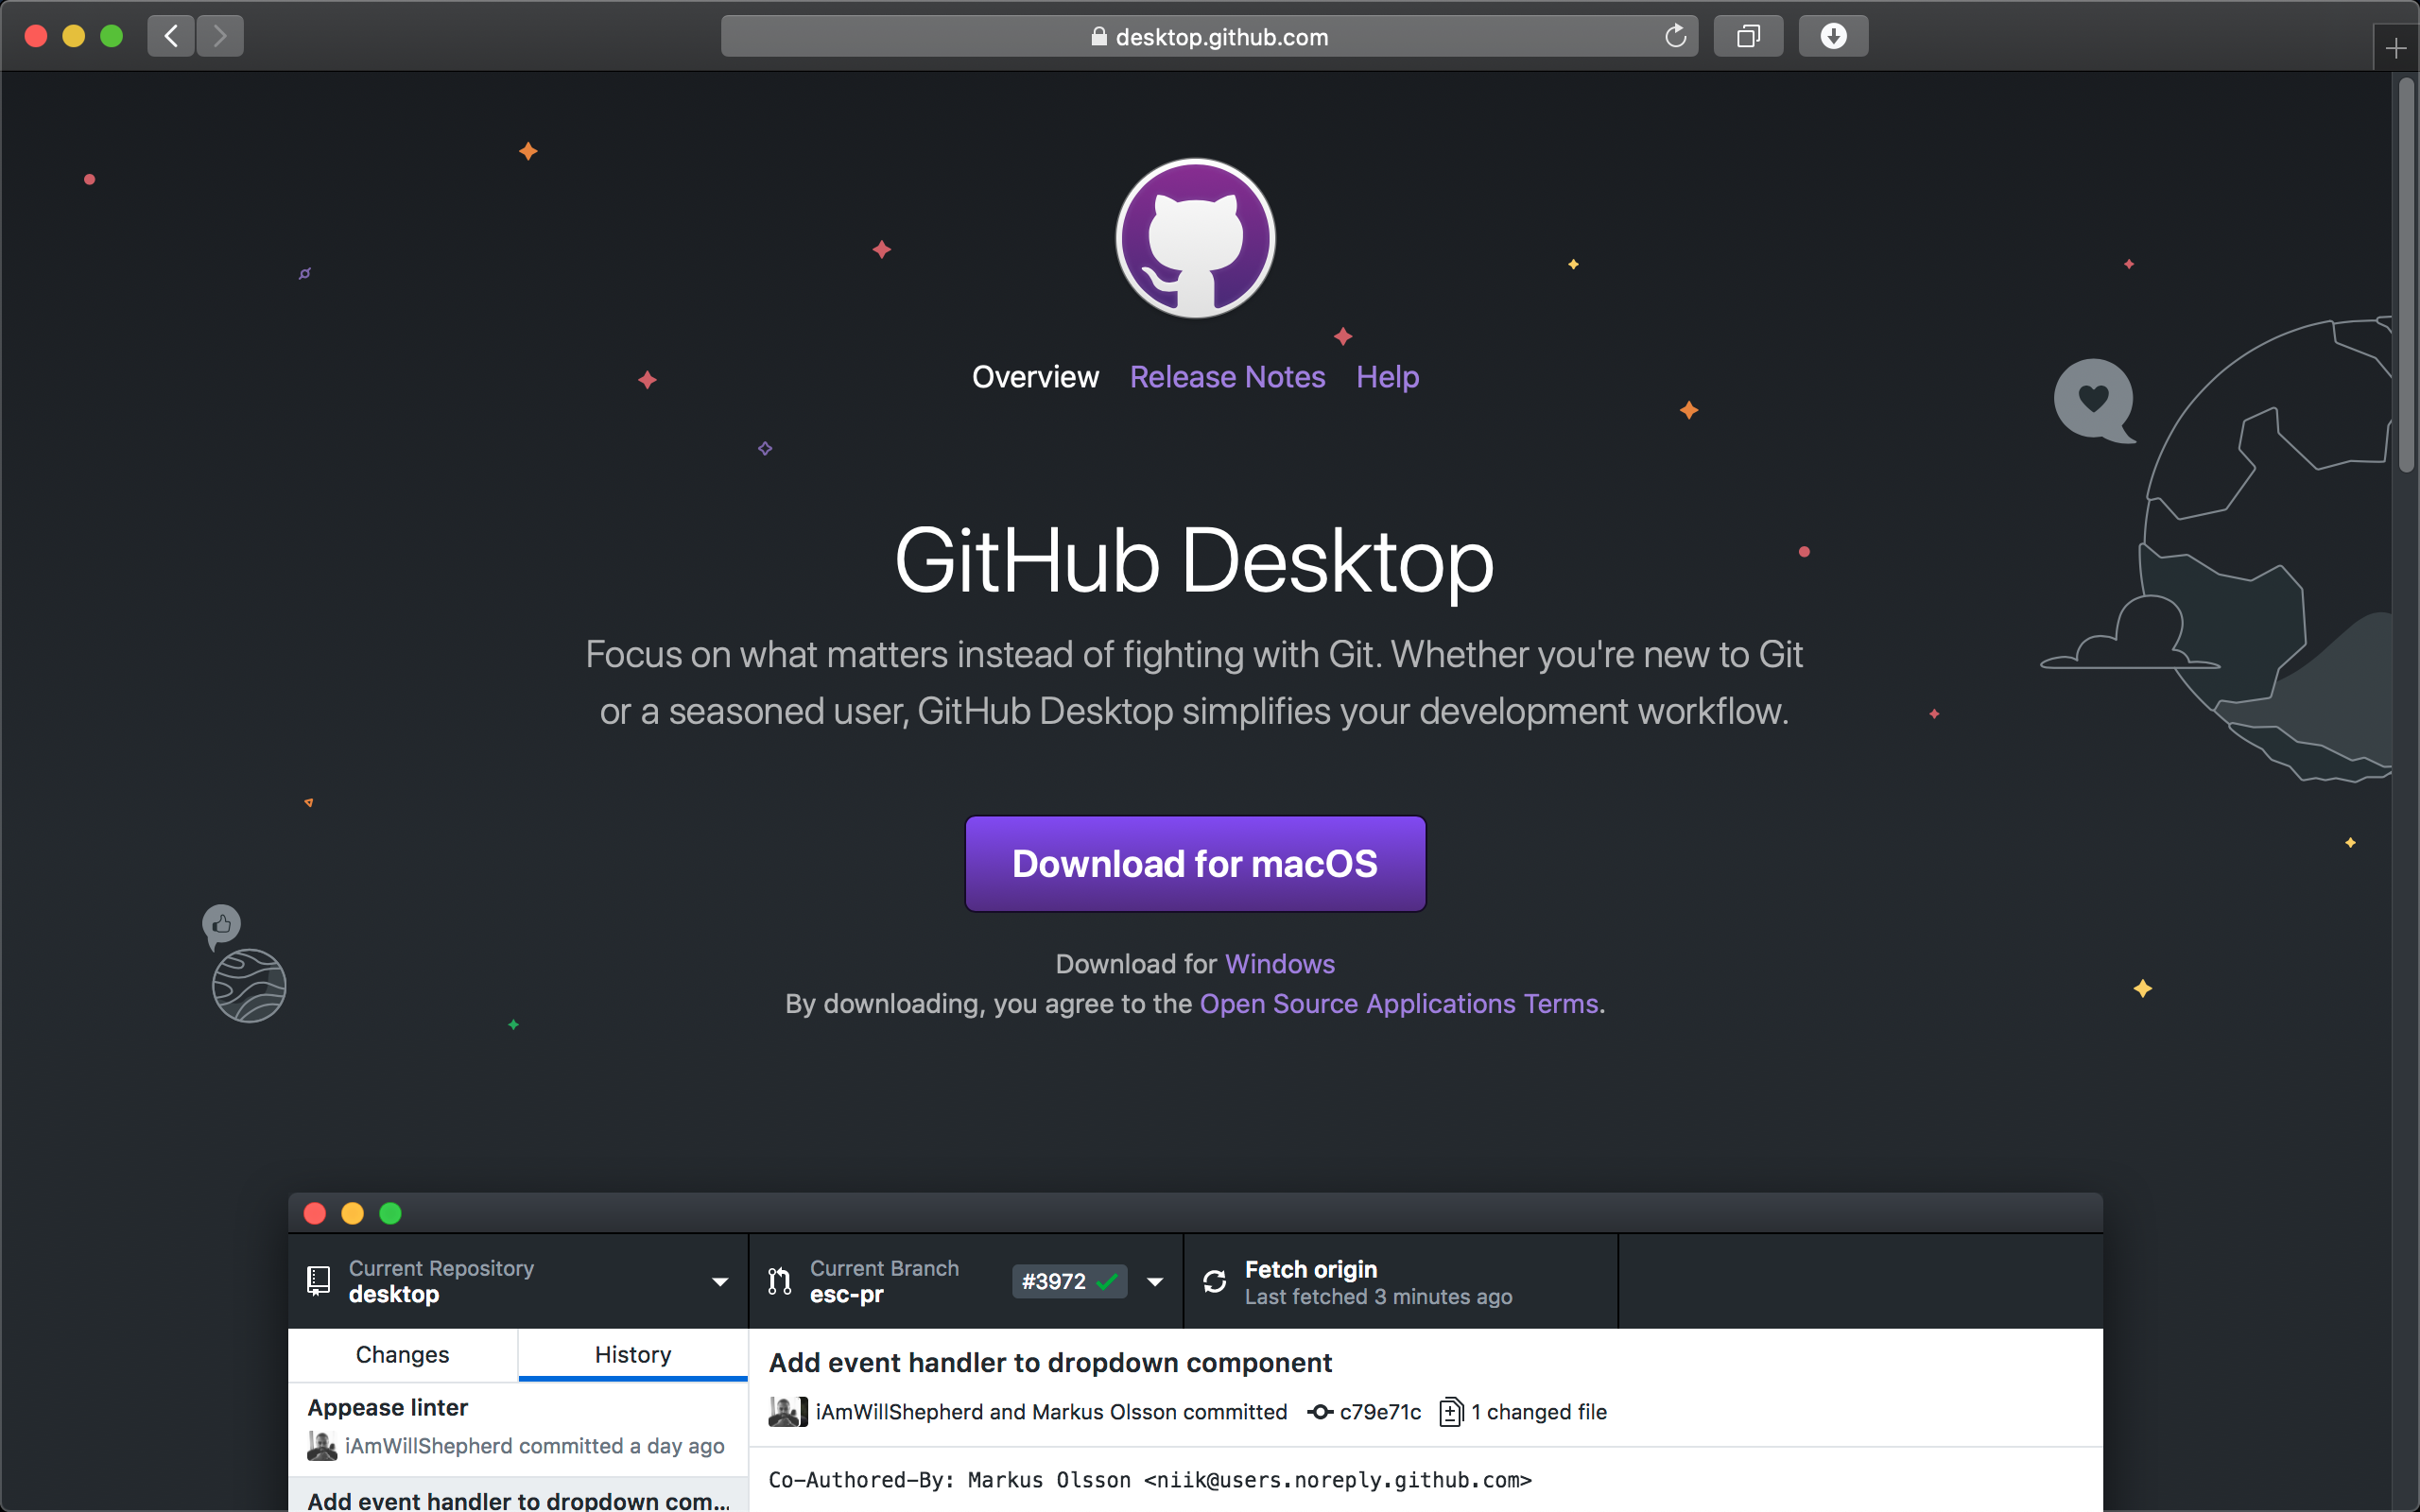 desktop.github.com
Overview Release Notes Help
GitHub Desktop
Focus on what matters instead of fighting with Git. Whether you're new to Git
or a seasoned user, GitHub Desktop simplifies your development workflow.
Download for macOS
Download for Windows
By downloading, you agree to the Open Source Applications Terms.
Current Repository
desktop
Current Branch
esc-pr
#3972
Fetch origin
Last fetched 3 minutes ago
Changes
History
Appease linter
iAmWillShepherd committed a day ago
Add event handler to dropdown com...
Add event handler to dropdown component
iAmWillShepherd and Markus Olsson committed c79e71c 1 changed file
Co-Authored-By: Markus Olsson <niik@users.noreply.github.com>